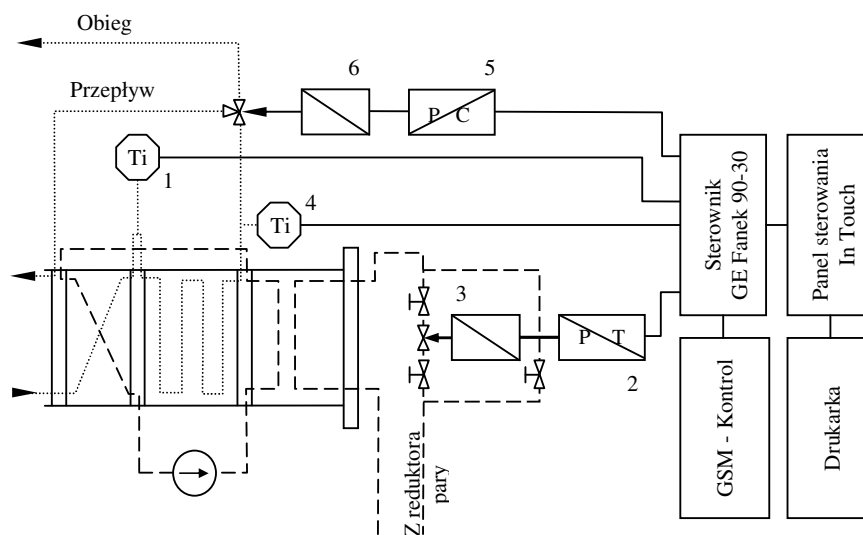 Obieg
6
5
Przepływ
P C
Ti
1
4
Ti
Sterownik
GE Fanek 90-30
Panel sterowania
In Touch
3
P T
2
Z reduktora
pary
GSM - Kontrol
Drukarka